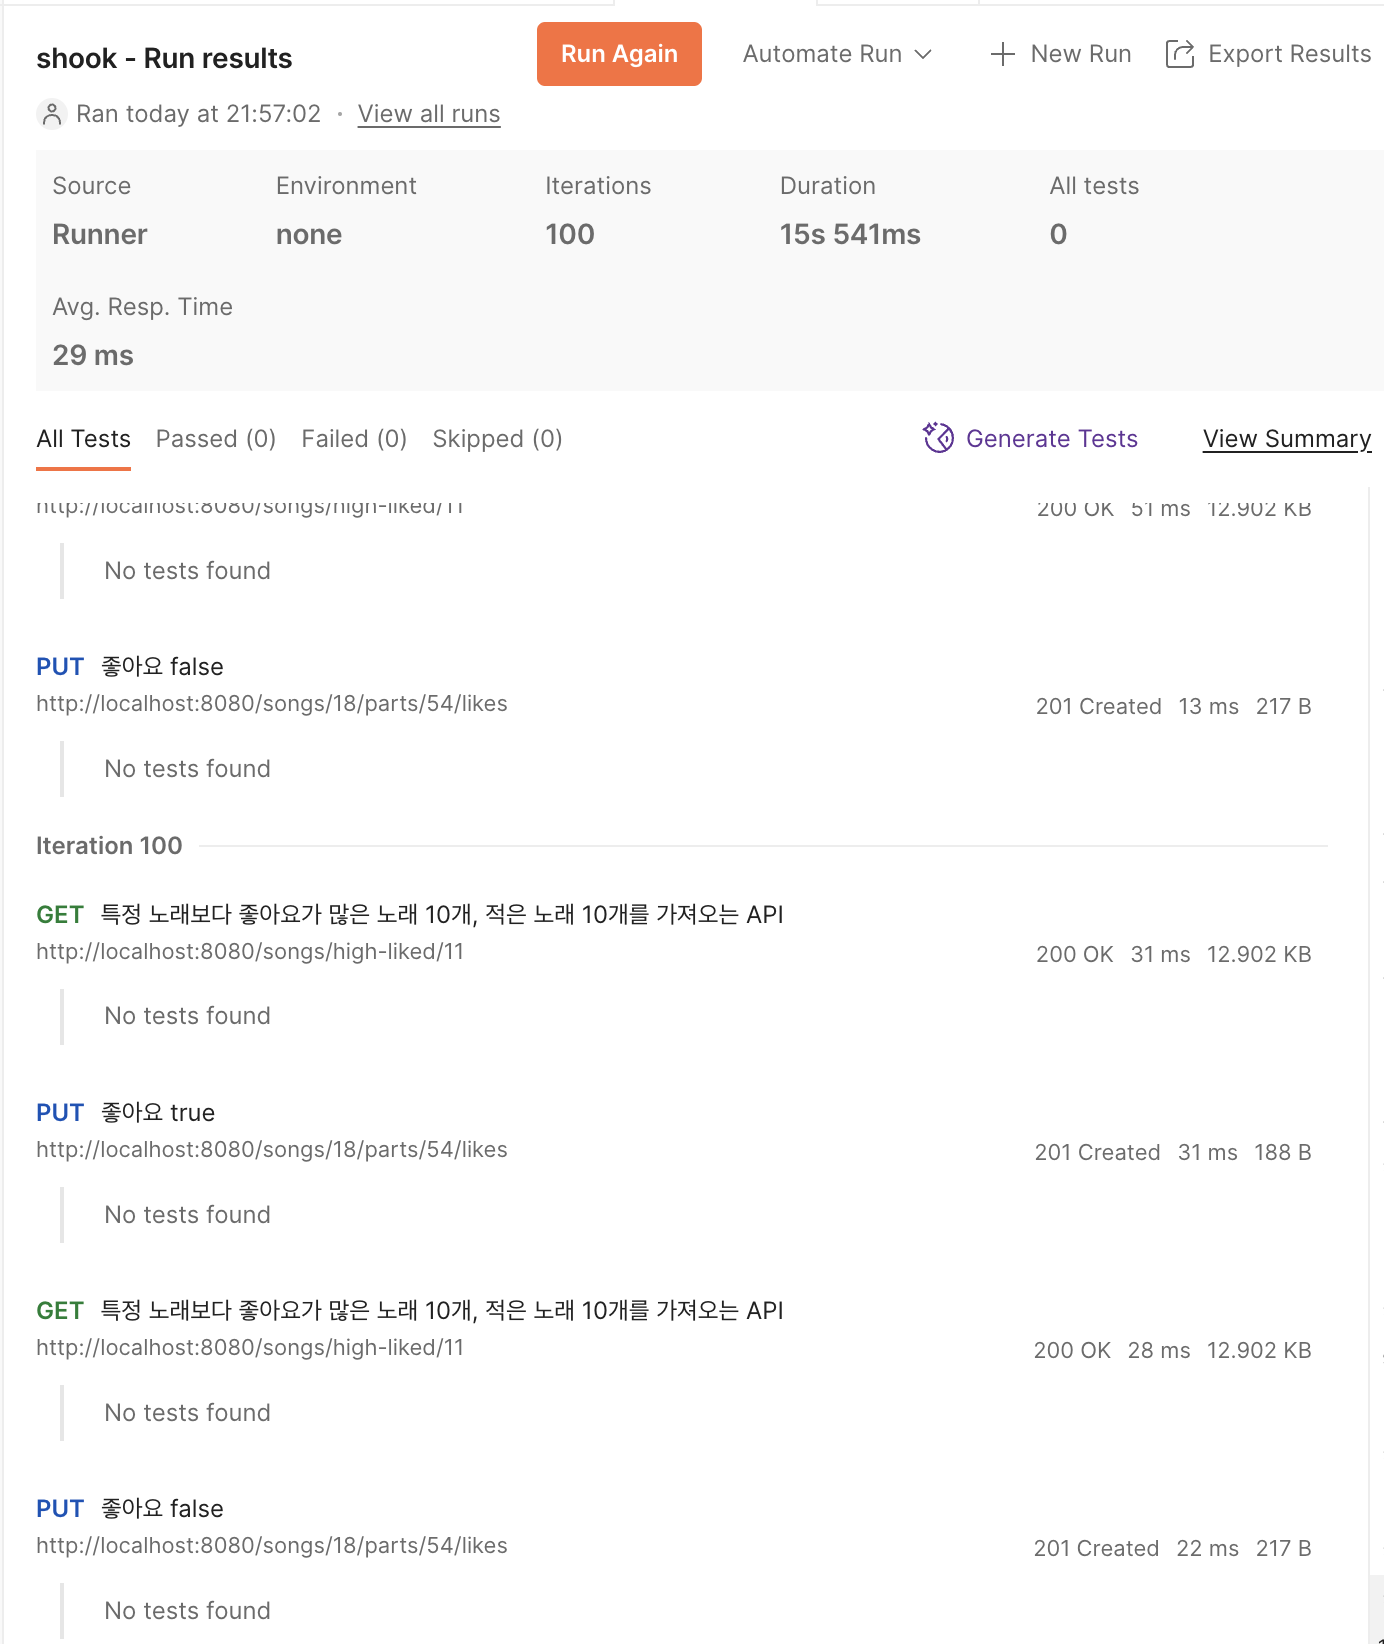 shook - Run results
Run Again
Automate Run
New Run
Export Results
Ran today at 21:57:02 · View all runs
Source Environment Iterations Duration All tests
Runner none 100 15s 541ms 0
Avg. Resp. Time
29 ms
All Tests Passed (0) Failed (0) Skipped (0) Generate Tests View Summary
http://localhost:8080/songs/high-liked/11 200 OK 51 ms 12.902 KB
No tests found
PUT 좋아요 false
http://localhost:8080/songs/18/parts/54/likes 201 Created 13 ms 217 B
No tests found
Iteration 100
GET 특정 노래보다 좋아요가 많은 노래 10개, 적은 노래 10개를 가져오는 API
http://localhost:8080/songs/high-liked/11 200 OK 31 ms 12.902 KB
No tests found
PUT 좋아요 true
http://localhost:8080/songs/18/parts/54/likes 201 Created 31 ms 188 B
No tests found
GET 특정 노래보다 좋아요가 많은 노래 10개, 적은 노래 10개를 가져오는 API
http://localhost:8080/songs/high-liked/11 200 OK 28 ms 12.902 KB
No tests found
PUT 좋아요 false
http://localhost:8080/songs/18/parts/54/likes 201 Created 22 ms 217 B
No tests found